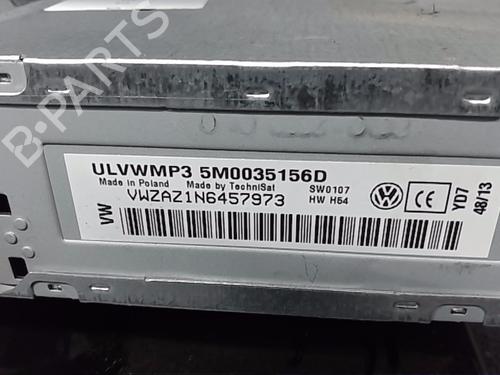 B-PARTS
ULVWMP3 5M0035156D
Made in Poland Made by TechniSat SW0107
VWZAZ1N6457973 HW H54
VW
CE
YD7
48/13